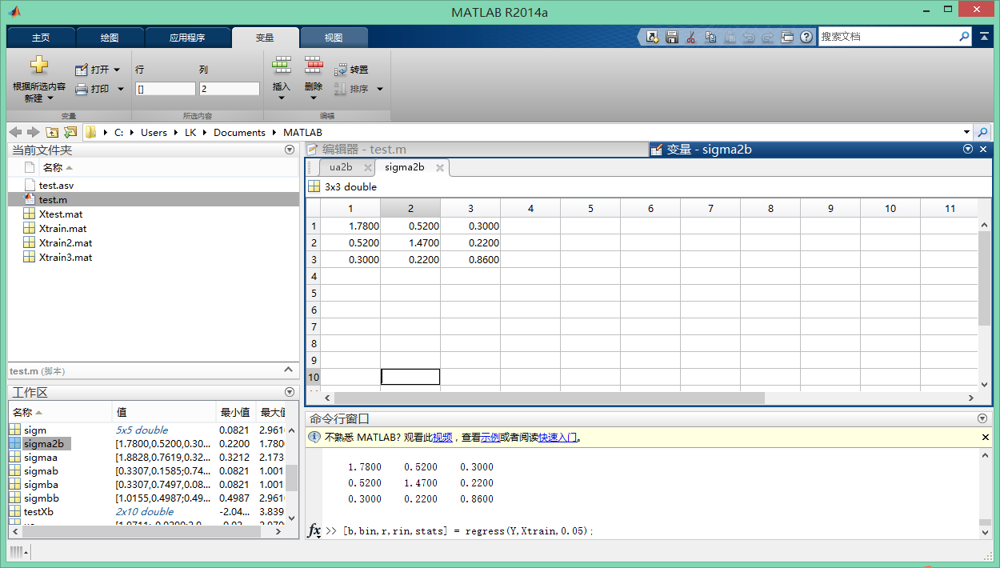 MATLAB R2014a
主页 绘图 应用程序 变量 视图
搜索文档
根据所选内容
新建
打开
打印
行 列
[] 2
插入 删除 转置
排序
变量 所选内容 编辑
C: Users LK Documents MATLAB
当前文件夹
名称
test.asv
test.m
Xtest.mat
Xtrain.mat
Xtrain2.mat
Xtrain3.mat
test.m (脚本)
工作区
名称 值 最小值 最大值
sigm 5x5 double 0.0821 2.961
sigma2b [1.7800,0.5200,0.30... 0.2200 1.780
sigmaa [1.8828,0.7619,0.32... 0.3212 2.173
sigmab [0.3307,0.1585;0.74... 0.0821 1.001
sigmba [0.3307,0.7497,0.08... 0.0821 1.001
sigmbb [1.0155,0.4987;0.49... 0.4987 2.961
testXb 2x10 double -2.04... 3.839
编辑器 - test.m
变量 - sigma2b
ua2b sigma2b
3x3 double
1 2 3 4 5 6 7 8 9 10 11
1 1.7800 0.5200 0.3000
2 0.5200 1.4700 0.2200
3 0.3000 0.2200 0.8600
4
5
6
7
8
9
10
命令行窗口
不熟悉 MATLAB? 观看此视频，查看示例或者阅读快速入门。
1.7800 0.5200 0.3000
0.5200 1.4700 0.2200
0.3000 0.2200 0.8600
fx >> [b,bin,r,rin,stats] = regress(Y,Xtrain,0.05);